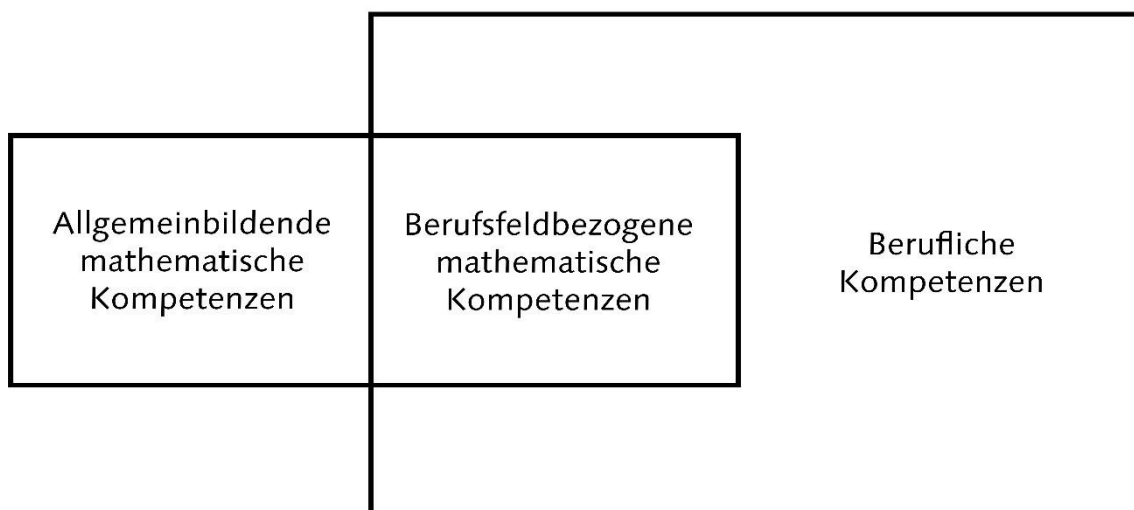 Allgemeinbildende
mathematische
Kompetenzen
Berufsfeldbezogene
mathematische
Kompetenzen
Berufliche
Kompetenzen